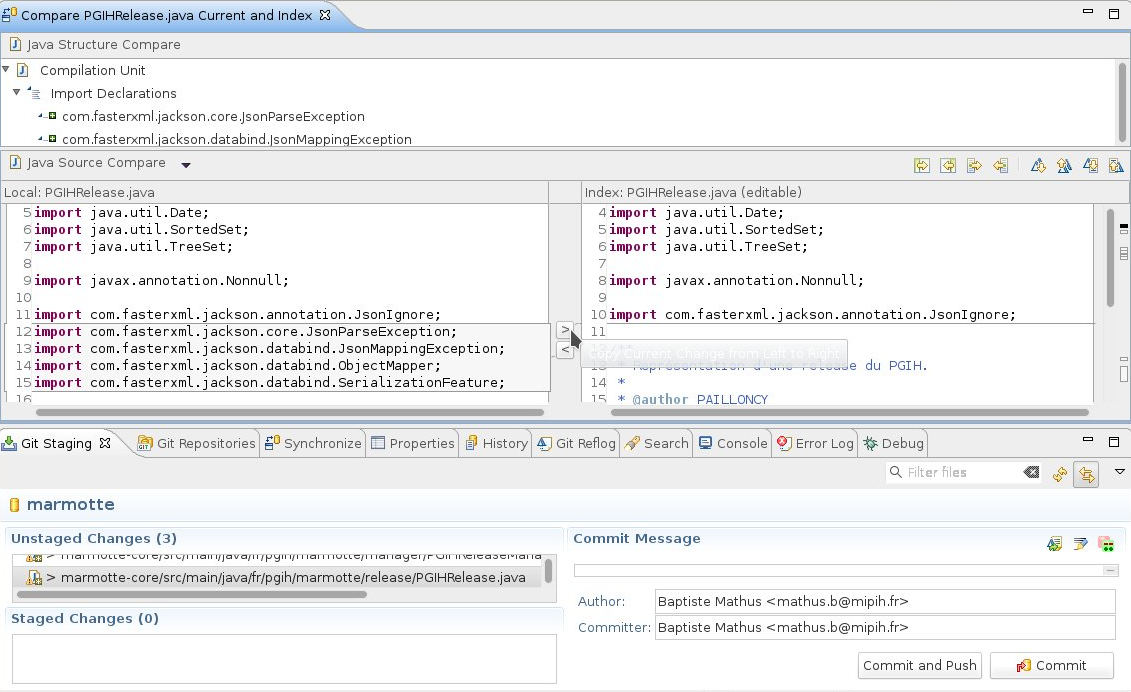 Compare PGIHRelease.java Current and Index
Java Structure Compare
Compilation Unit
Import Declarations
com.fasterxml.jackson.core.JsonParseException
com.fasterxml.jackson.databind.JsonMappingException
Java Source Compare
Local: PGIHRelease.java
5 import java.util.Date;
6 import java.util.SortedSet;
7 import java.util.TreeSet;
8
9 import javax.annotation.Nonnull;
10
11 import com.fasterxml.jackson.annotation.JsonIgnore;
12 import com.fasterxml.jackson.core.JsonParseException;
13 import com.fasterxml.jackson.databind.JsonMappingException;
14 import com.fasterxml.jackson.databind.ObjectMapper;
15 import com.fasterxml.jackson.databind.SerializationFeature;
16
>
<
Index: PGIHRelease.java (editable)
4 import java.util.Date;
5 import java.util.SortedSet;
6 import java.util.TreeSet;
7
8 import javax.annotation.Nonnull;
9
10 import com.fasterxml.jackson.annotation.JsonIgnore;
11
Copy Current Change from Left to Right
* Représentation d'une release du PGIH.
14 *
15 * @author PAILLONCY
Git Staging Git Repositories Synchronize Properties History Git Reflog Search Console Error Log Debug
Filter files
marmotte
Unstaged Changes (3)
> marmotte-core/src/main/java/fr/pgih/marmotte/manager/PGIHReleaseMana
> marmotte-core/src/main/java/fr/pgih/marmotte/release/PGIHRelease.java
Staged Changes (0)
Commit Message
Author: Baptiste Mathus <mathus.b@mipih.fr>
Committer: Baptiste Mathus <mathus.b@mipih.fr>
Commit and Push Commit